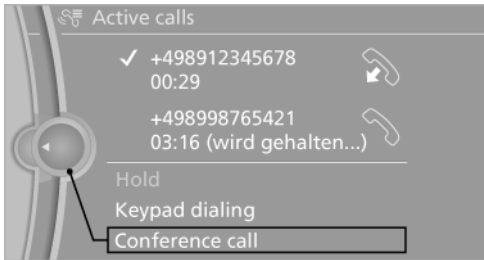 Active calls
+498912345678
00:29
+498998765421
03:16 (wird gehalten...)
Hold
Keypad dialing
Conference call